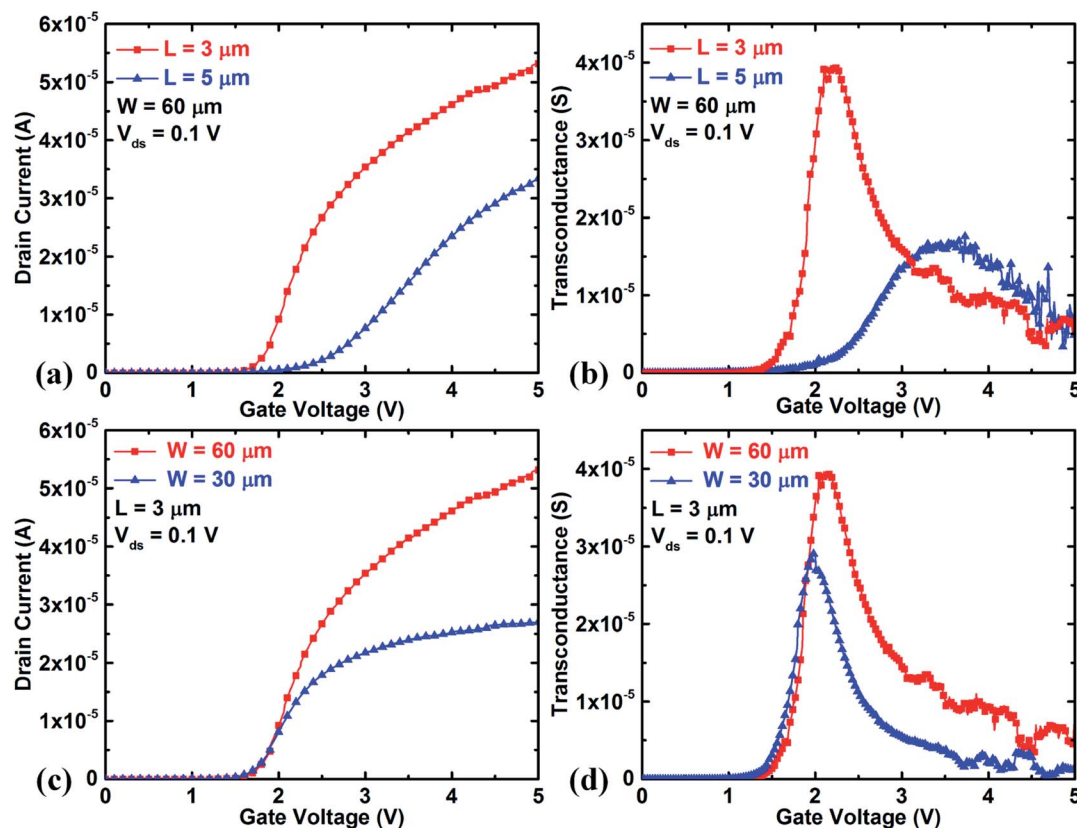 6x10⁻⁵
5x10⁻⁵
4x10⁻⁵
3x10⁻⁵
2x10⁻⁵
1x10⁻⁵
0
Drain Current (A)
L = 3 μm
L = 5 μm
W = 60 μm
V_ds = 0.1 V
(a)
0 1 2 3 4 5
Gate Voltage (V)
4x10⁻⁵
3x10⁻⁵
2x10⁻⁵
1x10⁻⁵
0
Transconductance (S)
L = 3 μm
L = 5 μm
W = 60 μm
V_ds = 0.1 V
(b)
0 1 2 3 4 5
Gate Voltage (V)
6x10⁻⁵
5x10⁻⁵
4x10⁻⁵
3x10⁻⁵
2x10⁻⁵
1x10⁻⁵
0
Drain Current (A)
W = 60 μm
W = 30 μm
L = 3 μm
V_ds = 0.1 V
(c)
0 1 2 3 4 5
Gate Voltage (V)
4x10⁻⁵
3x10⁻⁵
2x10⁻⁵
1x10⁻⁵
0
Transconductance (S)
W = 60 μm
W = 30 μm
L = 3 μm
V_ds = 0.1 V
(d)
0 1 2 3 4 5
Gate Voltage (V)